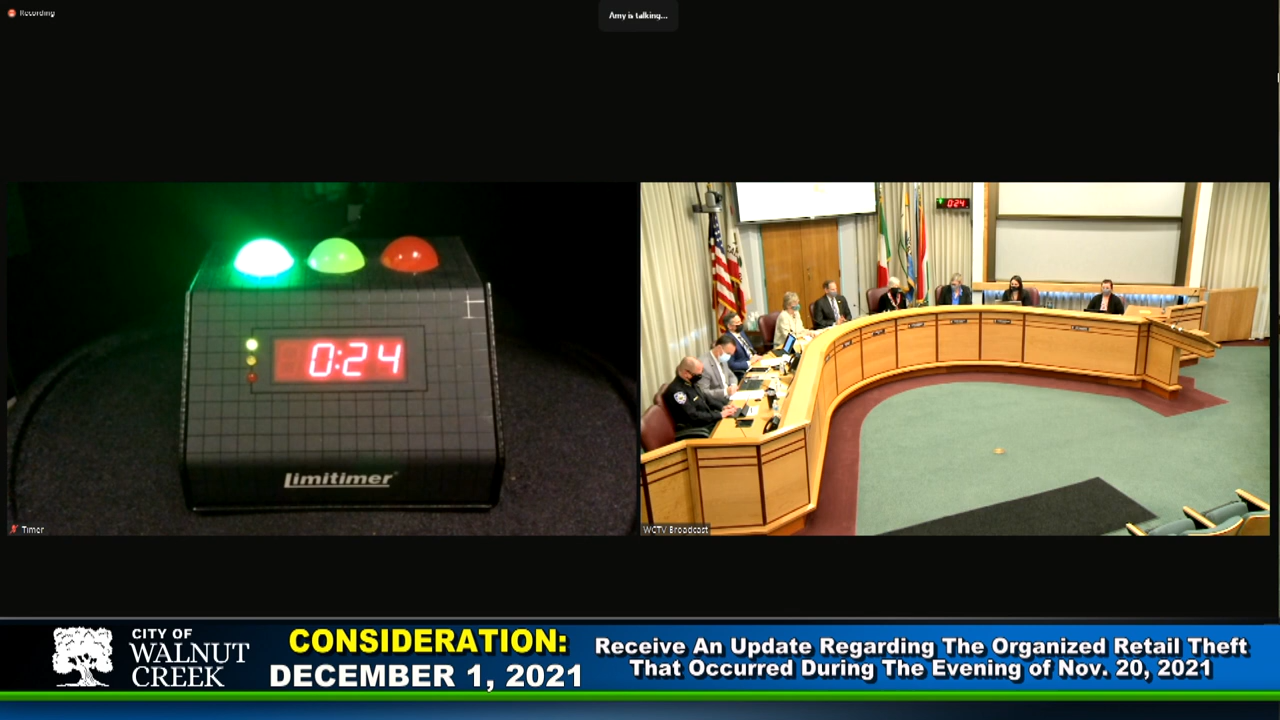 Recording
Amy is talking...
0:24
0:24
Limitimer
Timer
WCTV Broadcast
CITY OF
WALNUT
CREEK
CONSIDERATION:
DECEMBER 1, 2021
Receive An Update Regarding The Organized Retail Theft
That Occurred During The Evening of Nov. 20, 2021